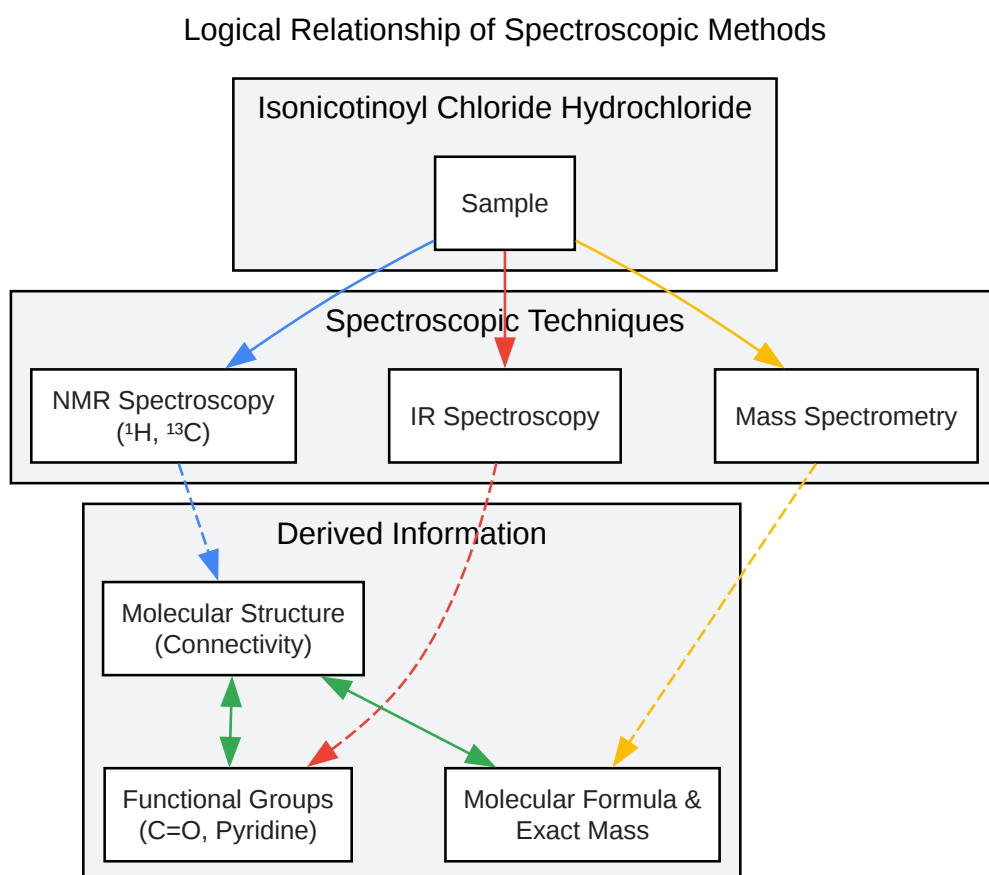 Logical Relationship of Spectroscopic Methods
Isonicotinoyl Chloride Hydrochloride
Sample
Spectroscopic Techniques
NMR Spectroscopy
(¹H, ¹³C)
IR Spectroscopy
Mass Spectrometry
Derived Information
Molecular Structure
(Connectivity)
Functional Groups
(C=O, Pyridine)
Molecular Formula &
Exact Mass